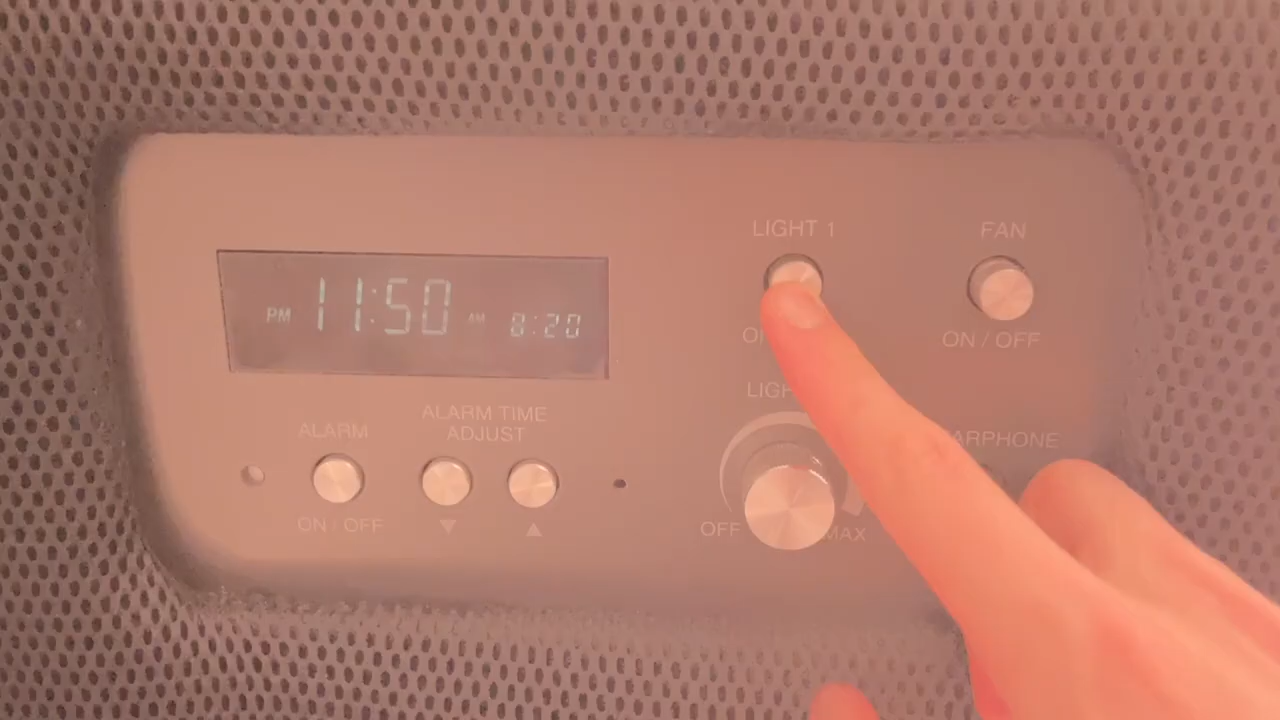 LIGHT 1
FAN
PM 11:50 AM 8:20
ON / OFF
ALARM TIME
ADJUST
ALARM
ON / OFF
OFF
MAX